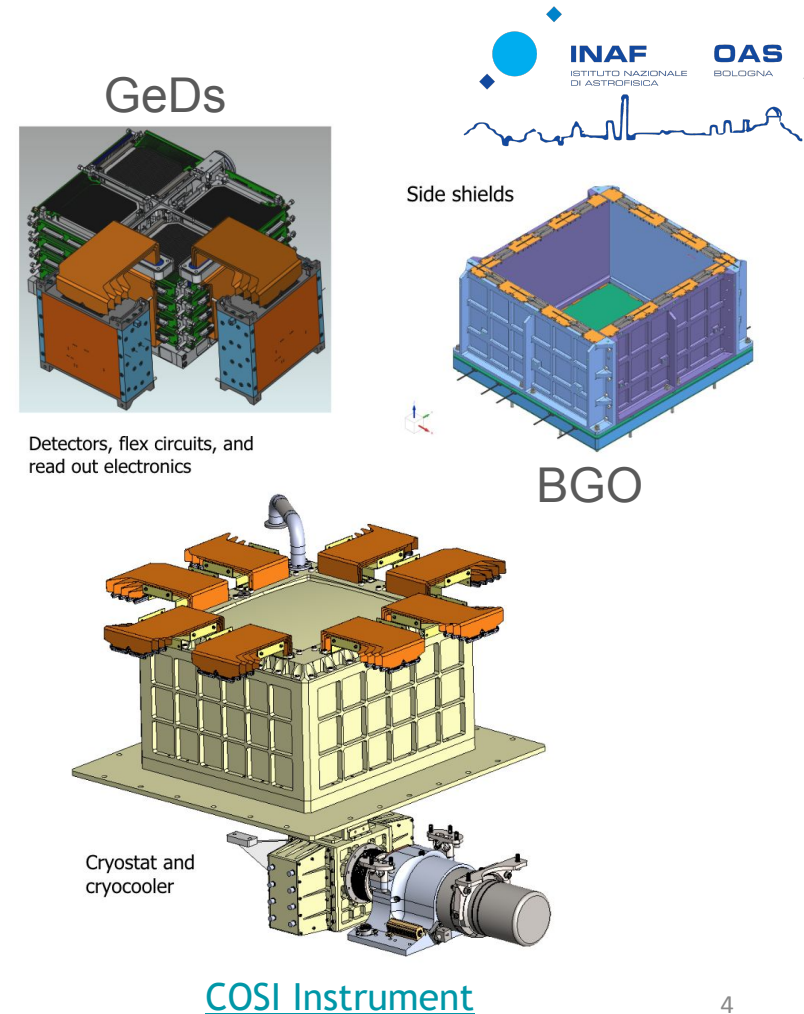 INAF
ISTITUTO NAZIONALE
DI ASTROFISICA
OAS
BOLOGNA
GeDs
Side shields
Detectors, flex circuits, and
read out electronics
BGO
Cryostat and
cryocooler
COSI Instrument
4